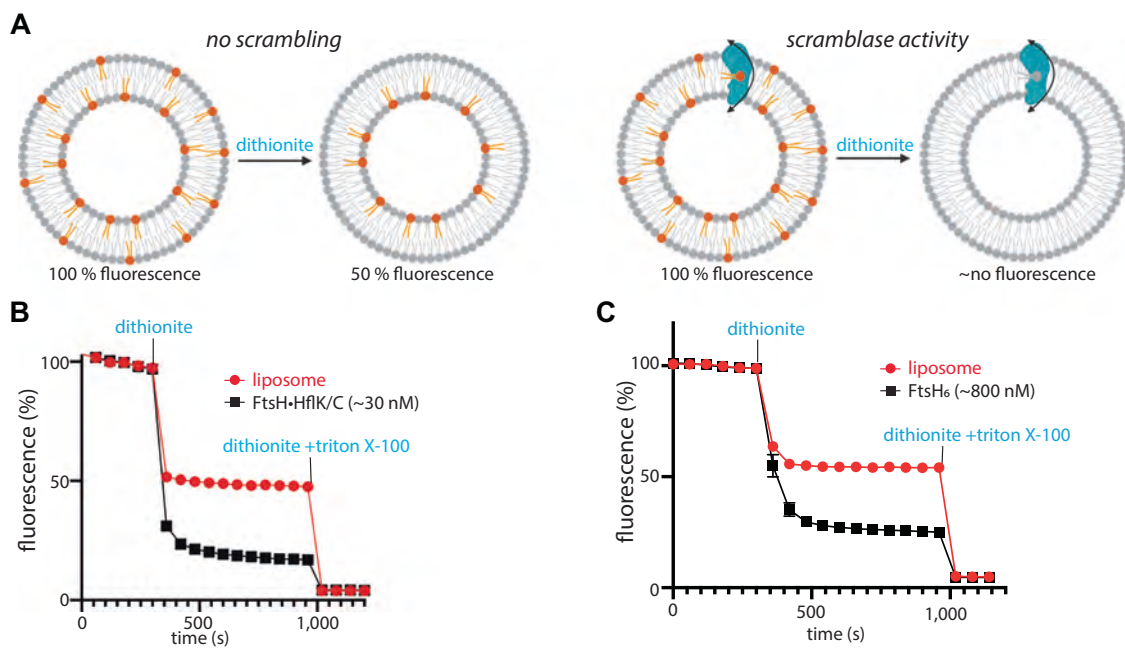 A
no scrambling
scramblase activity
dithionite
dithionite
100 % fluorescence
50 % fluorescence
100 % fluorescence
~no fluorescence
B
dithionite
liposome
FtsH•HflK/C (~30 nM)
dithionite +triton X-100
fluorescence (%)
100
50
0
0
500
1,000
time (s)
C
dithionite
liposome
FtsH₆ (~800 nM)
dithionite +triton X-100
fluorescence (%)
100
50
0
0
500
1,000
time (s)